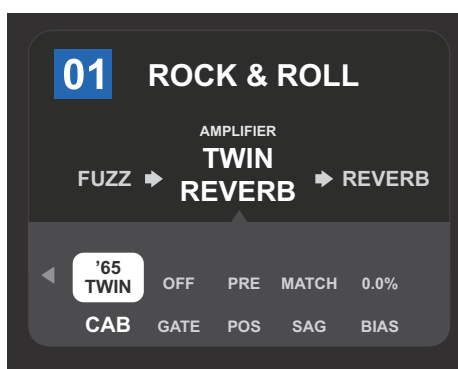 01 ROCK & ROLL
AMPLIFIER
TWIN
FUZZ REVERB REVERB
’65
TWIN OFF PRE MATCH 0.0%
CAB GATE POS SAG BIAS